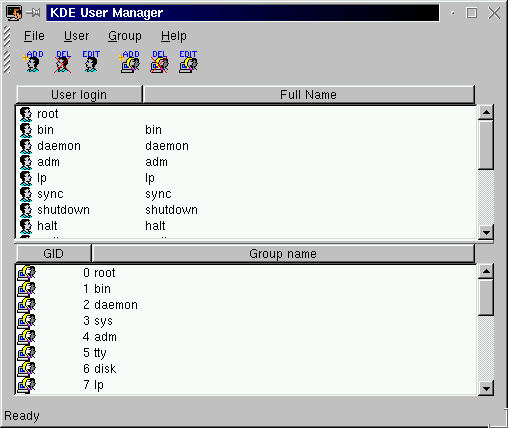 KDE User Manager
File User Group Help
ADD DEL EDIT ADD DEL EDIT
User login Full Name
root
bin bin
daemon daemon
adm adm
lp lp
sync sync
shutdown shutdown
halt halt
GID Group name
0 root
1 bin
2 daemon
3 sys
4 adm
5 tty
6 disk
7 lp
Ready